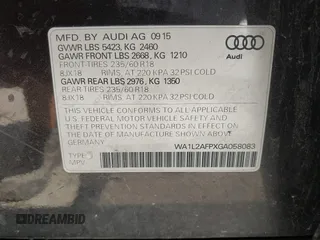 MFD. BY AUDI AG 09/15
GVWR LBS 5423, KG 2460
GAWR FRONT LBS 2668, KG 1210
FRONT TIRES 235/60 R18
8JX18 RIMS, AT 220 KPA 32 PSI COLD
GAWR REAR LBS 2976, KG 1350
REAR TIRES 235/60 R18
8JX18 RIMS, AT 220 KPA 32 PSI COLD
Audi
THIS VEHICLE CONFORMS TO ALL APPLICABLE
U.S. FEDERAL MOTOR VEHICLE SAFETY
STANDARDS IN EFFECT ON THE
DATE OF MANUFACTURE SHOWN ABOVE
GERMANY
WA1L2AFPXGA058083
TYPE:
MPV
DREAMBID